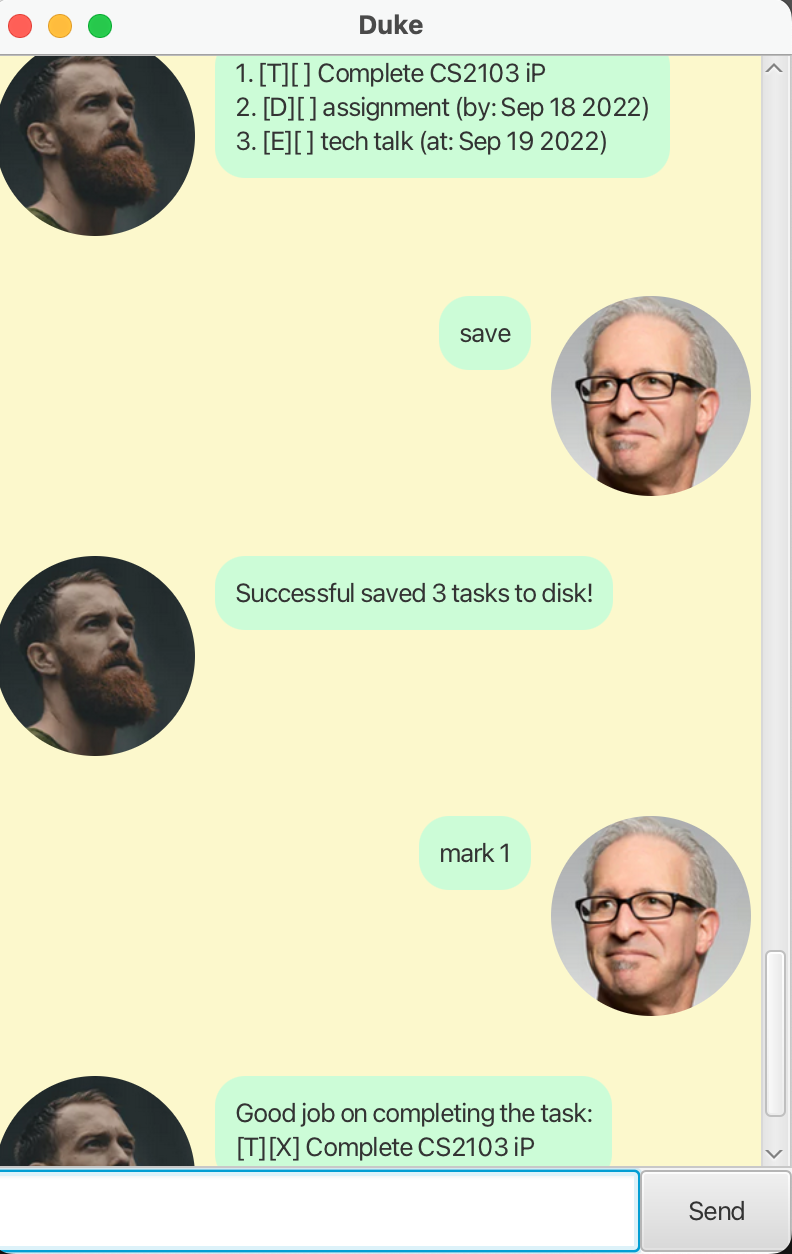 Duke
1. [T][ ] Complete CS2103 iP
2. [D][ ] assignment (by: Sep 18 2022)
3. [E][ ] tech talk (at: Sep 19 2022)
save
Successful saved 3 tasks to disk!
mark 1
Good job on completing the task:
[T][X] Complete CS2103 iP
Send